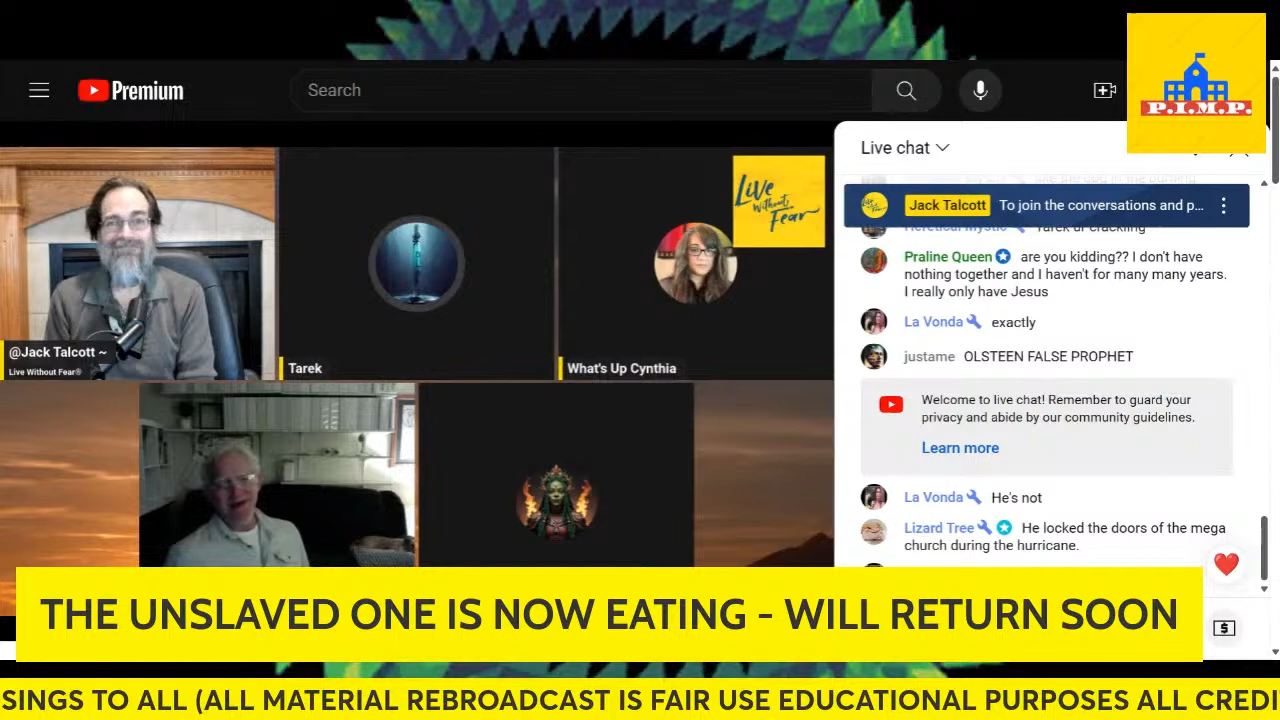 Premium
Search
P.I.M.P.
Live chat
Live
Without
Fear
Jack Talcott To join the conversations and p...
Praline Queen are you kidding?? I don't have
nothing together and I haven't for many many years.
I really only have Jesus
La Vonda exactly
justame OLSTEEN FALSE PROPHET
@Jack Talcott ~
Live Without Fear®
Tarek
What's Up Cynthia
Welcome to live chat! Remember to guard your
privacy and abide by our community guidelines.
Learn more
La Vonda He's not
Lizard Tree He locked the doors of the mega
church during the hurricane.
THE UNSLAVED ONE IS NOW EATING - WILL RETURN SOON
SINGS TO ALL (ALL MATERIAL REBROADCAST IS FAIR USE EDUCATIONAL PURPOSES ALL CREDI